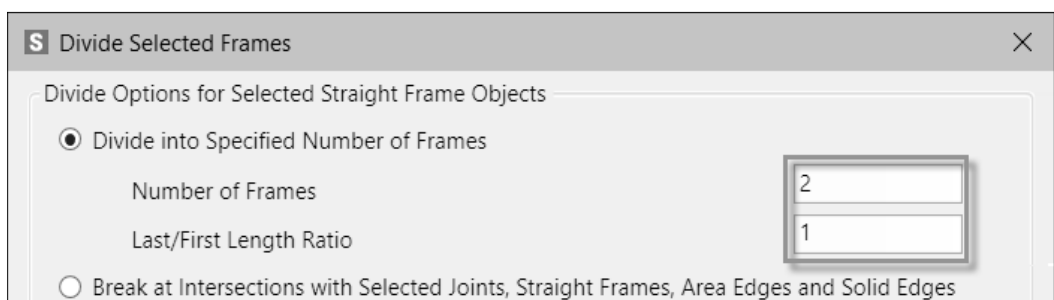 S Divide Selected Frames
Divide Options for Selected Straight Frame Objects
Divide into Specified Number of Frames
Number of Frames 2
Last/First Length Ratio 1
Break at Intersections with Selected Joints, Straight Frames, Area Edges and Solid Edges